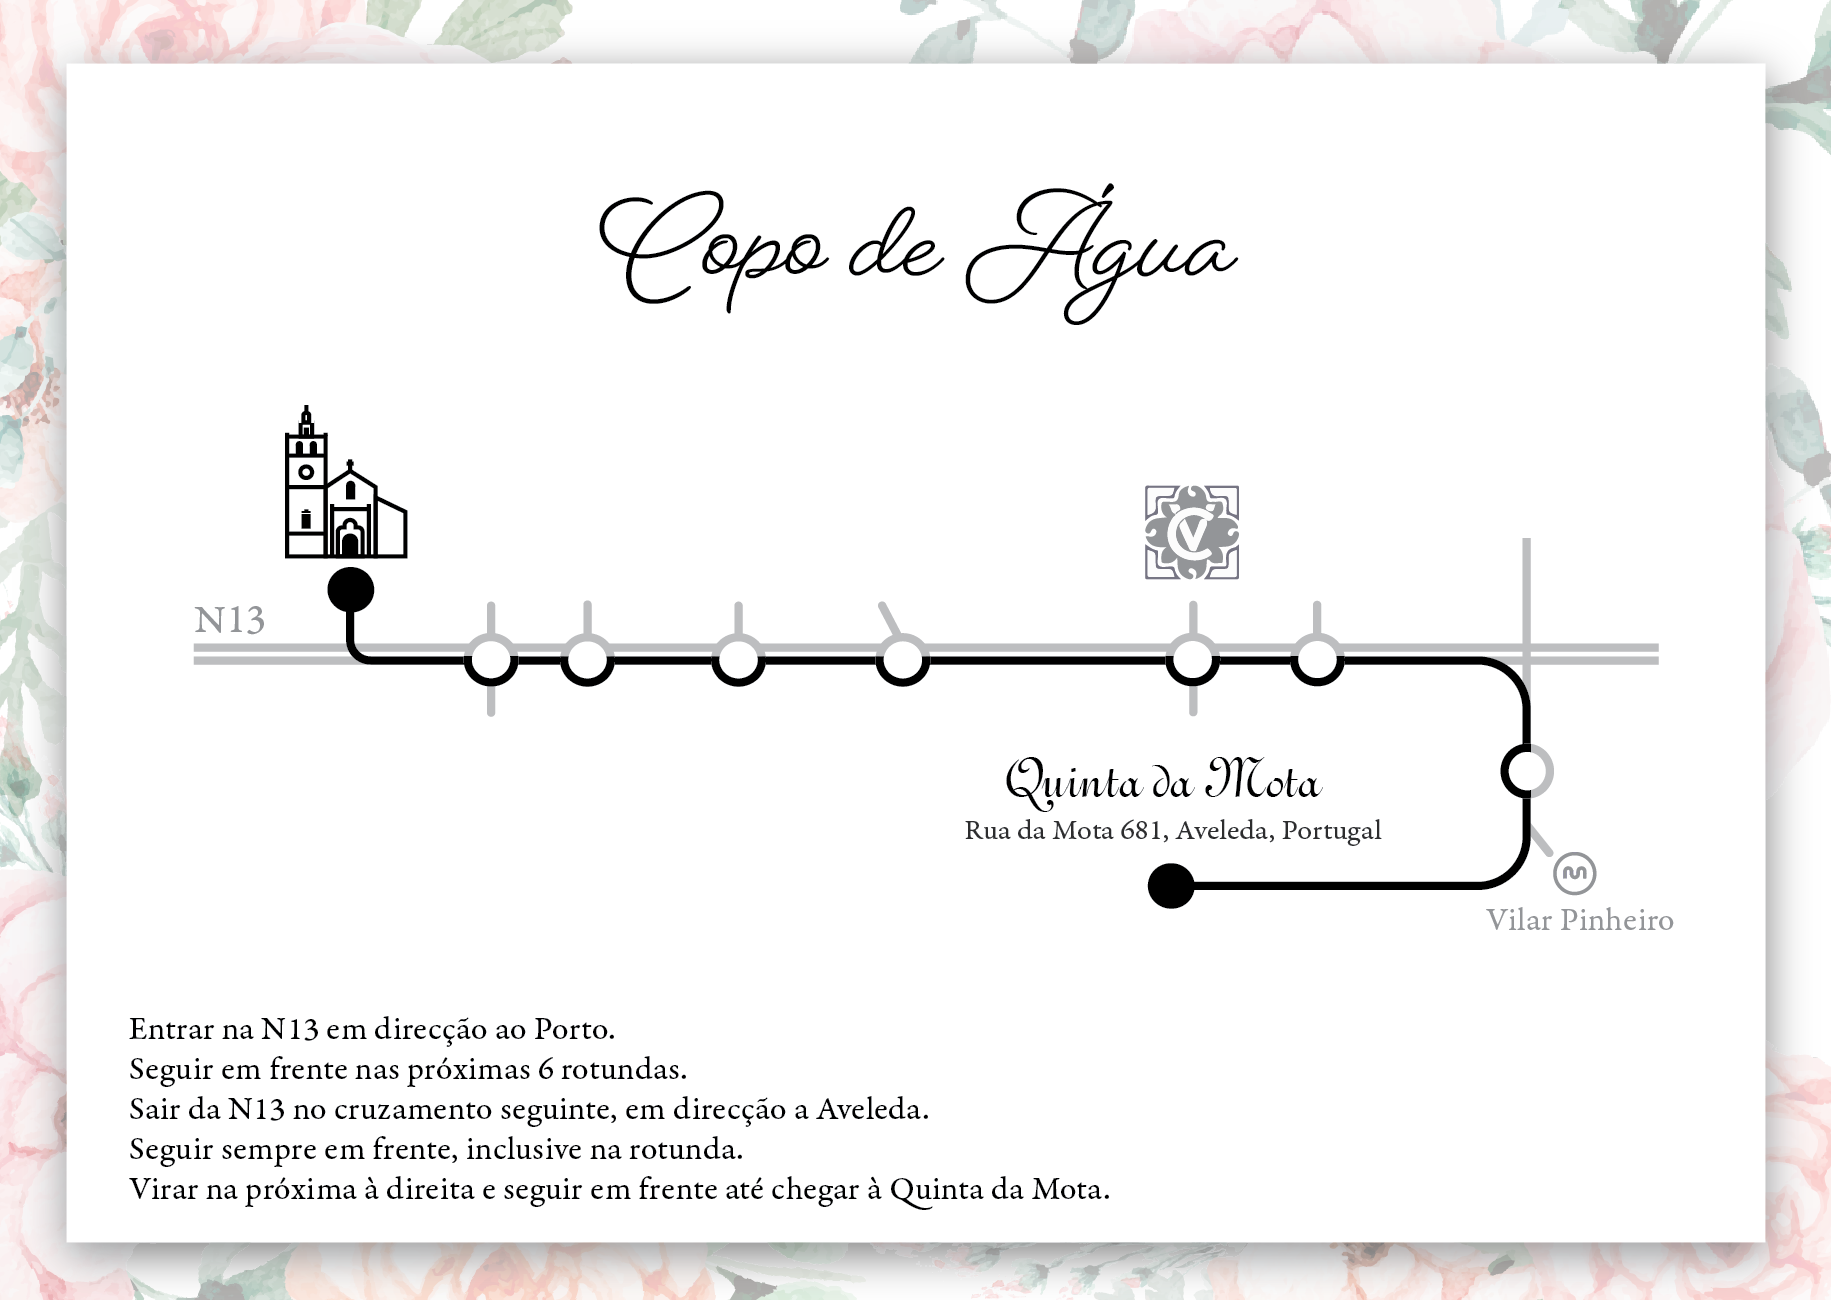 Copo de Água
N13
CV
Quinta da Mota
Rua da Mota 681, Aveleda, Portugal
Vilar Pinheiro
Entrar na N13 em direcção ao Porto.
Seguir em frente nas próximas 6 rotundas.
Sair da N13 no cruzamento seguinte, em direcção a Aveleda.
Seguir sempre em frente, inclusive na rotunda.
Virar na próxima à direita e seguir em frente até chegar à Quinta da Mota.